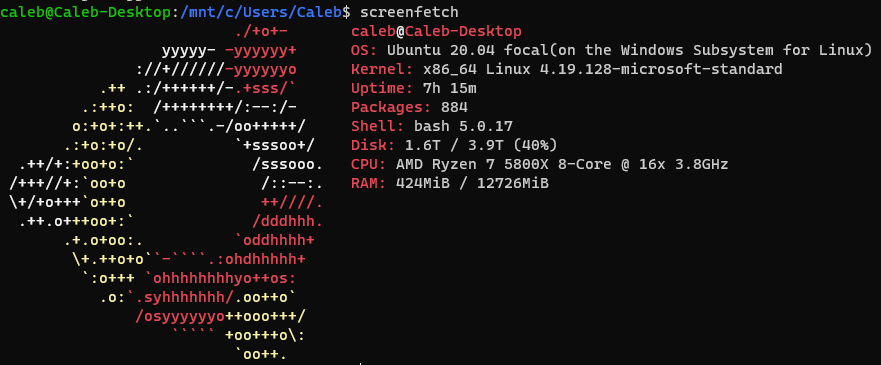 caleb@Caleb-Desktop:/mnt/c/Users/Caleb$ screenfetch
                          ./+o+-       caleb@Caleb-Desktop
                  yyyyy- -yyyyyy+      OS: Ubuntu 20.04 focal(on the Windows Subsystem for Linux)
               ://+//////-yyyyyyo      Kernel: x86_64 Linux 4.19.128-microsoft-standard
           .++ .:/++++++/-.+sss/`      Uptime: 7h 15m
         .:++o:  /++++++++/:--:/-      Packages: 884
        o:+o+:++.`..```.-/oo+++++/     Shell: bash 5.0.17
       .:+o:+o/.          `+sssoo+/    Disk: 1.6T / 3.9T (40%)
  .++/+:+oo+o:`             /sssooo.   CPU: AMD Ryzen 7 5800X 8-Core @ 16x 3.8GHz
 /+++//+:`oo+o               /::--:.   RAM: 424MiB / 12726MiB
 \+/+o+++`o++o               ++////.
  .++.o+++oo+:`             /dddhhh.
       .+.o+oo:.          `oddhhhh+
        \+.++o+o``-````.:ohdhhhhh+
         `:o+++ `ohhhhhhhhyo++os:
           .o:`.syhhhhhhh/.oo++o`
               /osyyyyyyo++ooo+++/
                   ````` +oo+++o\:
                          `oo++.